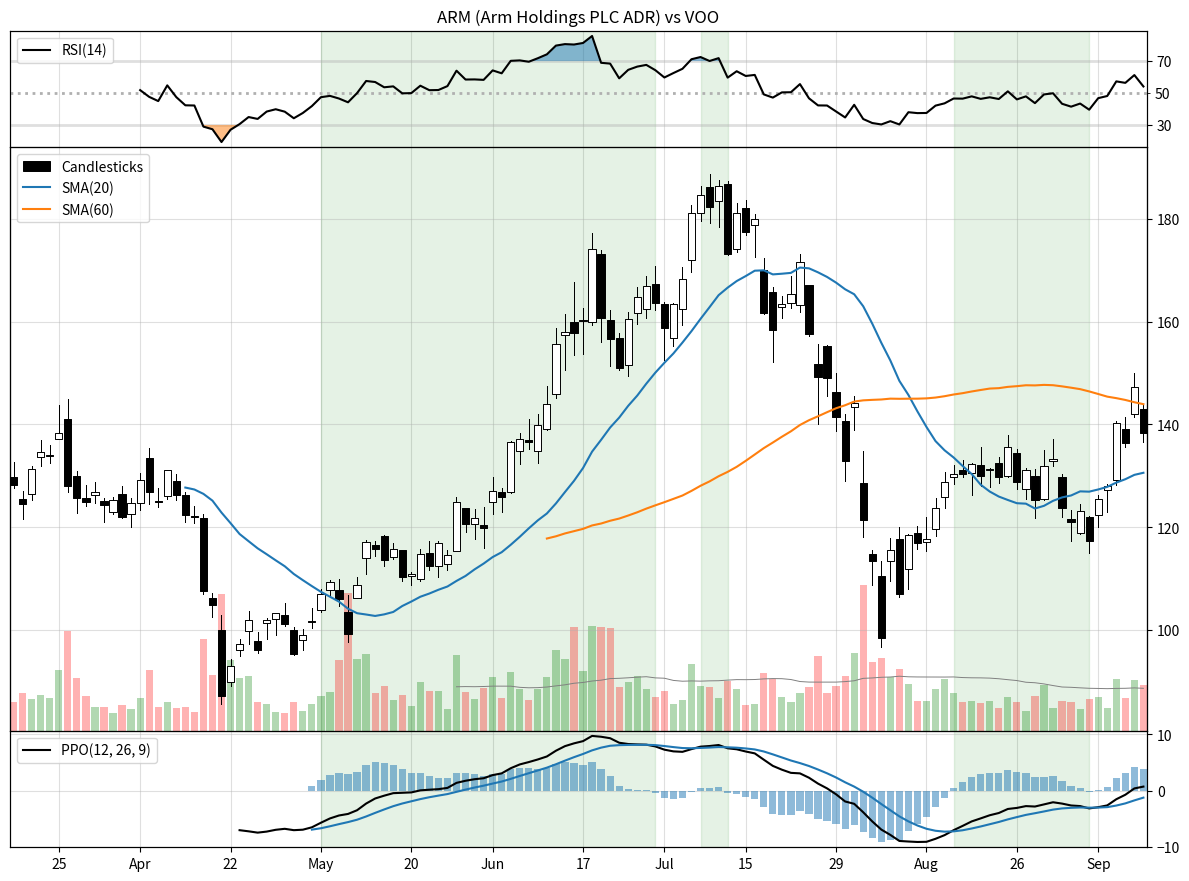 ARM (Arm Holdings PLC ADR) vs VOO
RSI(14)
70
50
30
Candlesticks
SMA(20)
SMA(60)
180
160
140
120
100
PPO(12, 26, 9)
10
0
−10
25 Apr 22 May 20 Jun 17 Jul 15 29 Aug 26 Sep